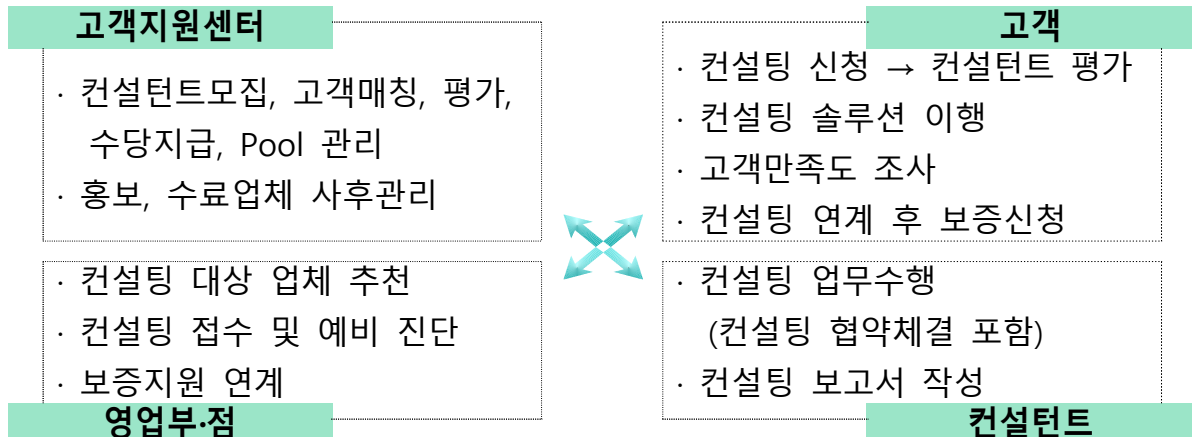 고객지원센터
· 컨설턴트모집, 고객매칭, 평가,
수당지급, Pool 관리
· 홍보, 수료업체 사후관리
고객
· 컨설팅 신청 → 컨설턴트 평가
· 컨설팅 솔루션 이행
· 고객만족도 조사
· 컨설팅 연계 후 보증신청
· 컨설팅 대상 업체 추천
· 컨설팅 접수 및 예비 진단
· 보증지원 연계
영업부·점
· 컨설팅 업무수행
(컨설팅 협약체결 포함)
· 컨설팅 보고서 작성
컨설턴트